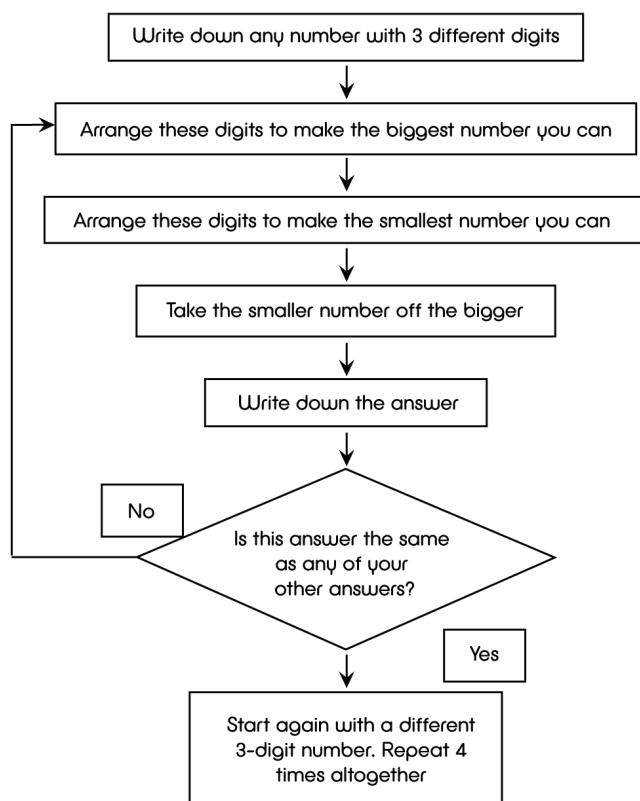 Write down any number with 3 different digits
Arrange these digits to make the biggest number you can
Arrange these digits to make the smallest number you can
Take the smaller number off the bigger
Write down the answer
No
Is this answer the same
as any of your
other answers?
Yes
Start again with a different
3-digit number. Repeat 4
times altogether